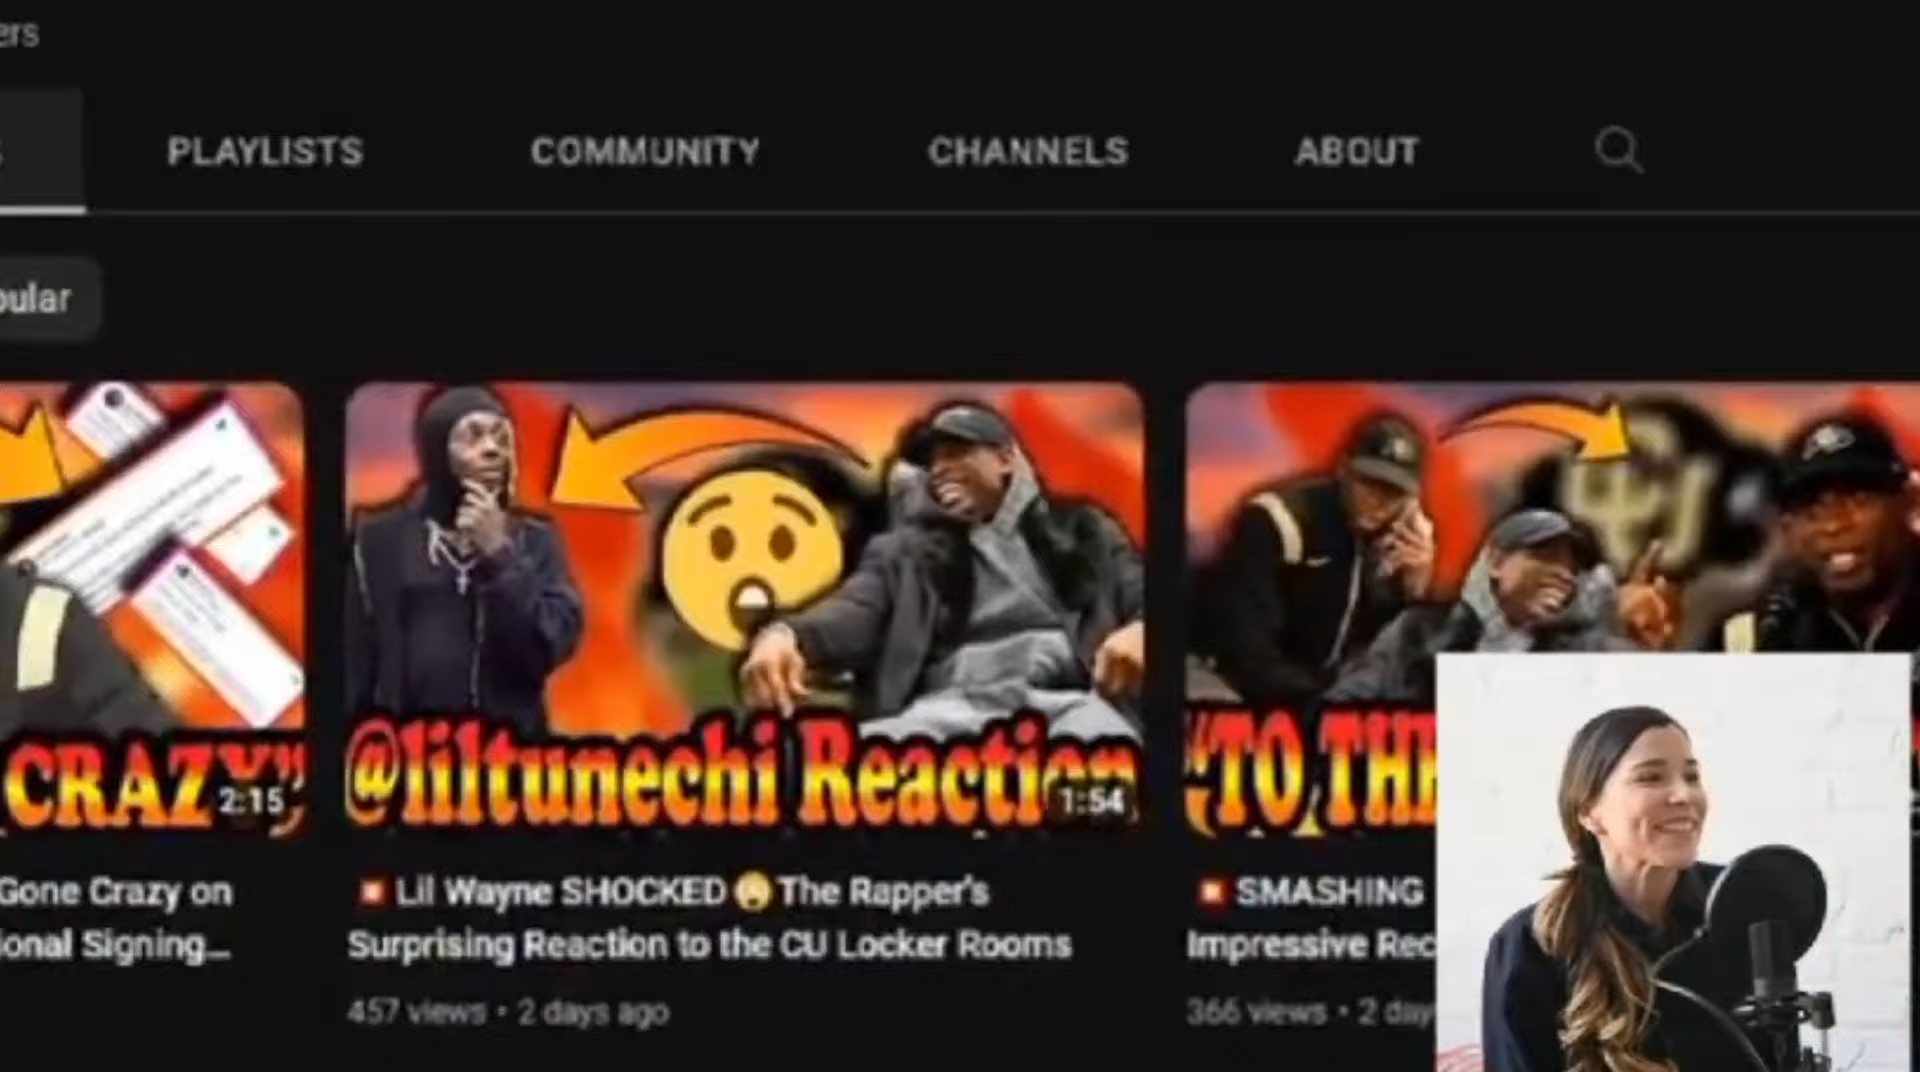 ers
PLAYLISTS COMMUNITY CHANNELS ABOUT
pular
CRAZY" 2:15
@liltunechi Reaction 1:54
"TO THE
Gone Crazy on
ional Signing...
Lil Wayne SHOCKED The Rapper's
Surprising Reaction to the CU Locker Rooms
457 views • 2 days ago
SMASHING
Impressive Rec
366 views • 2 day